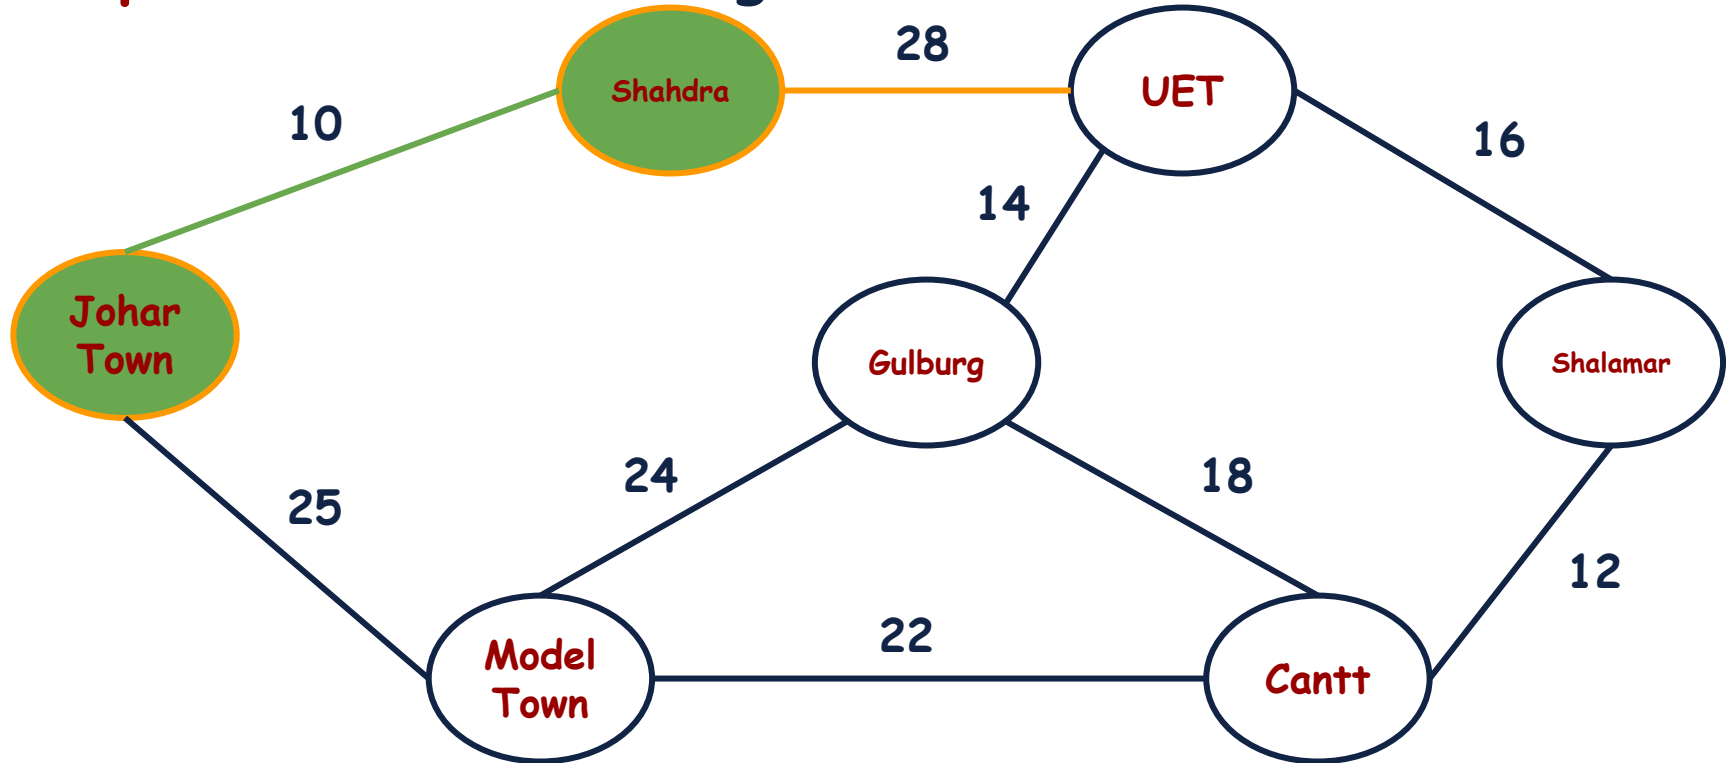 28
Shahdra
UET
10
16
14
Johar
Town
Gulburg
Shalamar
24
18
25
12
22
Model
Town
Cantt